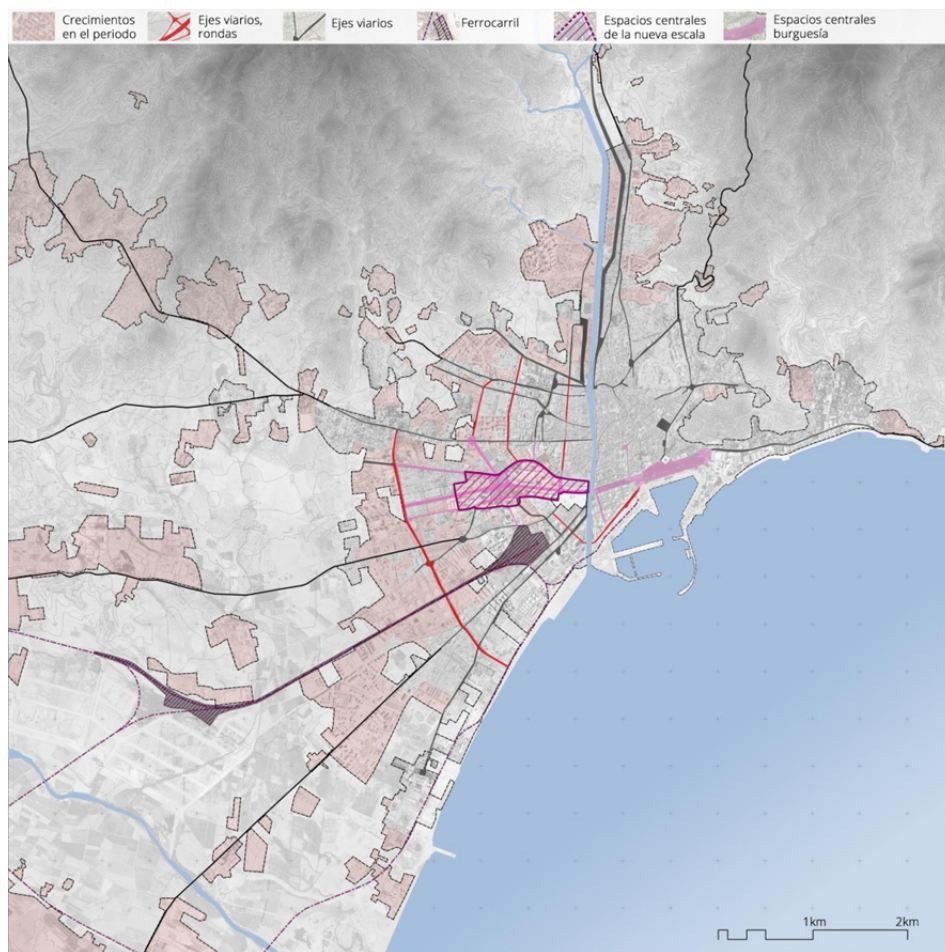 Crecimientos
en el periodo
Ejes viarios,
rondas
Ejes viarios
Ferrocarril
Espacios centrales
de la nueva escala
Espacios centrales
burguesía
1km
2km